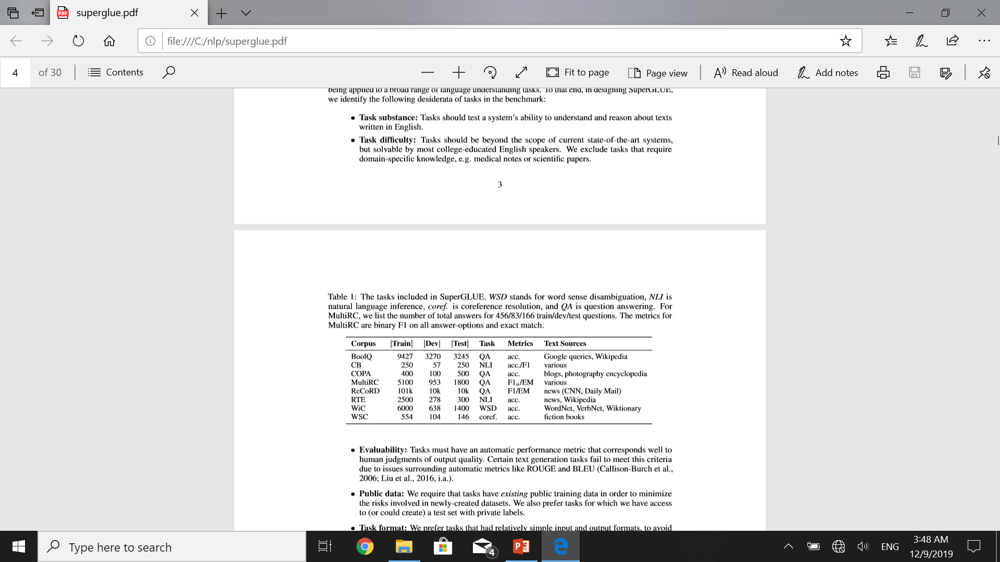 superglue.pdf
file:///C:/nlp/superglue.pdf
4 of 30 Contents Fit to page Page view Read aloud Add notes
being applied to a broad range of language understanding tasks. To that end, in designing SuperGLUE,
we identify the following desiderata of tasks in the benchmark:
• Task substance: Tasks should test a system's ability to understand and reason about texts
written in English.
• Task difficulty: Tasks should be beyond the scope of current state-of-the-art systems,
but solvable by most college-educated English speakers. We exclude tasks that require
domain-specific knowledge, e.g. medical notes or scientific papers.
3
Table 1: The tasks included in SuperGLUE. WSD stands for word sense disambiguation, NLI is
natural language inference, coref. is coreference resolution, and QA is question answering. For
MultiRC, we list the number of total answers for 456/83/166 train/dev/test questions. The metrics for
MultiRC are binary F1 on all answer-options and exact match.
Corpus |Train| |Dev| |Test| Task Metrics Text Sources
BoolQ 9427 3270 3245 QA acc. Google queries, Wikipedia
CB 250 57 250 NLI acc./F1 various
COPA 400 100 500 QA acc. blogs, photography encyclopedia
MultiRC 5100 953 1800 QA F1a/EM various
ReCoRD 101k 10k 10k QA F1/EM news (CNN, Daily Mail)
RTE 2500 278 300 NLI acc. news, Wikipedia
WiC 6000 638 1400 WSD acc. WordNet, VerbNet, Wiktionary
WSC 554 104 146 coref. acc. fiction books
• Evaluability: Tasks must have an automatic performance metric that corresponds well to
human judgments of output quality. Certain text generation tasks fail to meet this criteria
due to issues surrounding automatic metrics like ROUGE and BLEU (Callison-Burch et al.,
2006; Liu et al., 2016, i.a.).
• Public data: We require that tasks have existing public training data in order to minimize
the risks involved in newly-created datasets. We also prefer tasks for which we have access
to (or could create) a test set with private labels.
• Task format: We prefer tasks that had relatively simple input and output formats, to avoid
Type here to search
4
ENG
3:48 AM
12/9/2019